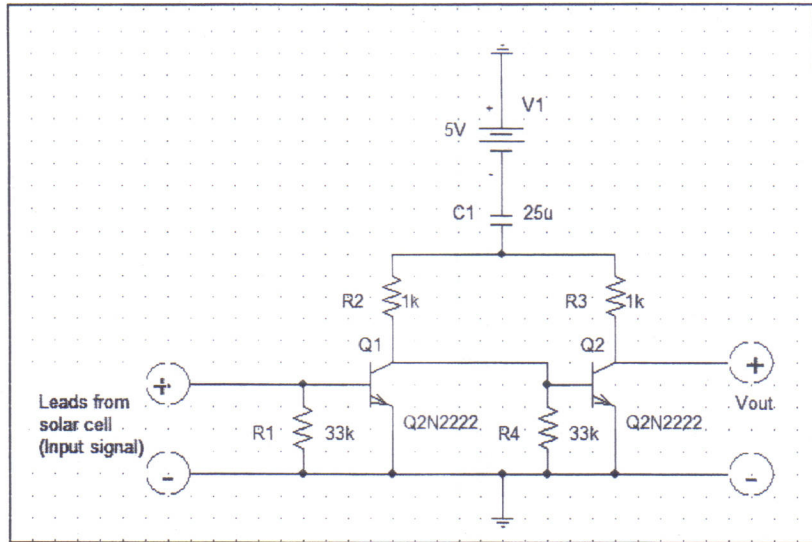 +
V1
5V
-
C1 25u
R2 1k
R3 1k
Q1
Q2
+
+
Leads from
solar cell
(Input signal)
Vout
R1 33k
Q2N2222
R4 33k
Q2N2222
-
-